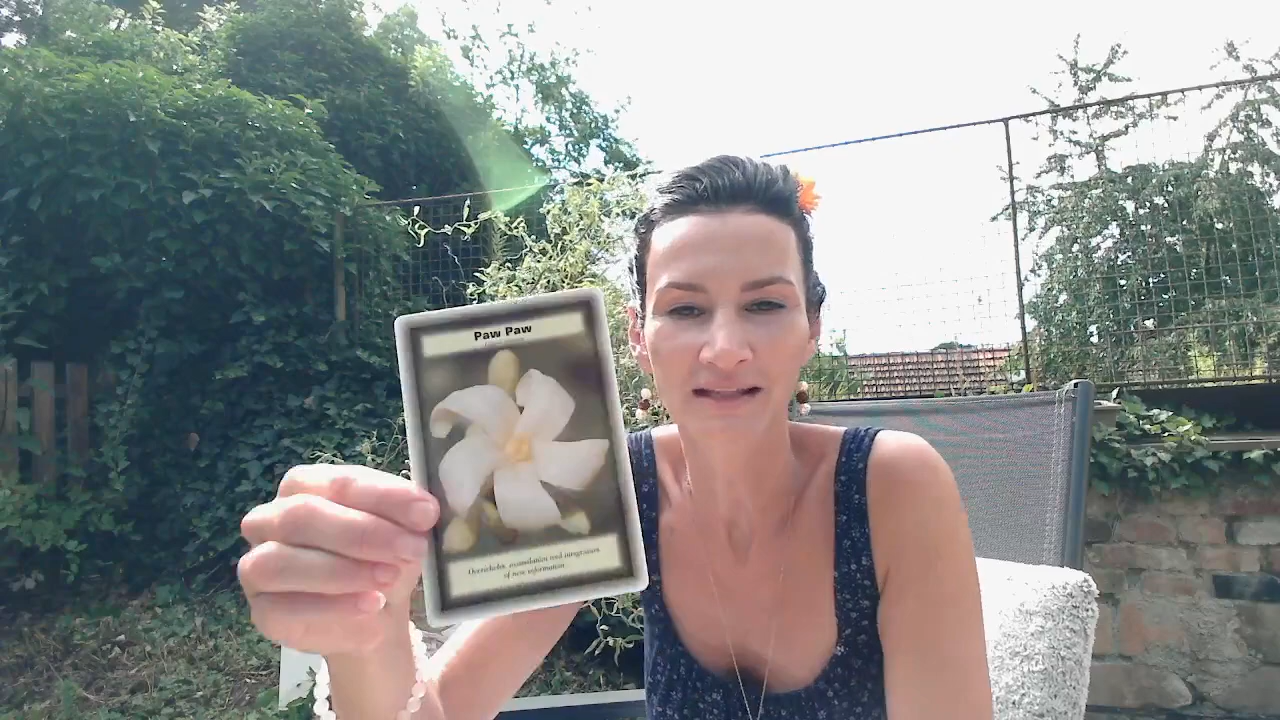 Paw Paw
Overwhelm, assimilation and integration
of new information